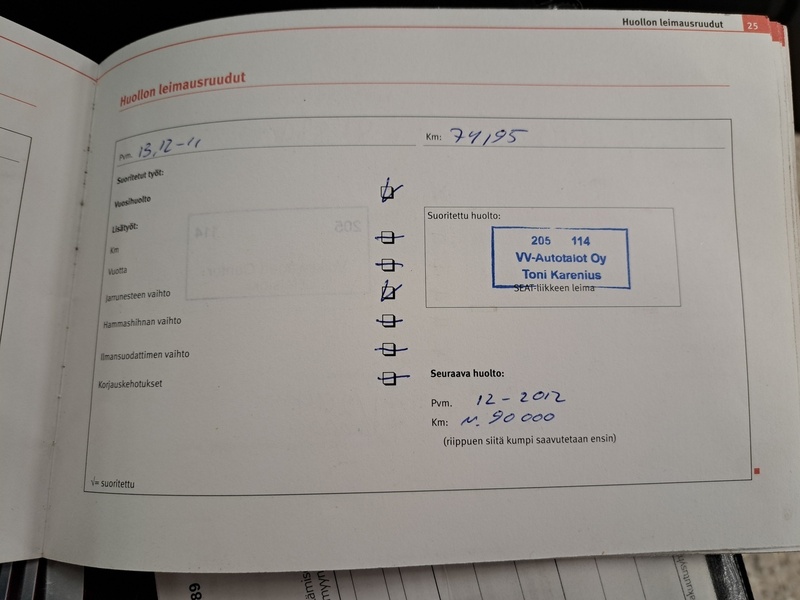 Huollon leimausruudut 25
Huollon leimausruudut
Pvm. 13,12-11
Km: 74,95
Suoritetut työt:
Vuosihuolto
Lisätyöt:
Km
Vuotta
Jarrunesteen vaihto
Hammashihnan vaihto
Ilmansuodattimen vaihto
Korjauskehotukset
√= suoritettu
Suoritettu huolto:
205 114
VV-Autotalot Oy
Toni Karenius
SEAT-liikkeen leima
Seuraava huolto:
Pvm. 12-2012
Km: n. 90 000
(riippuen siitä kumpi saavutetaan ensin)